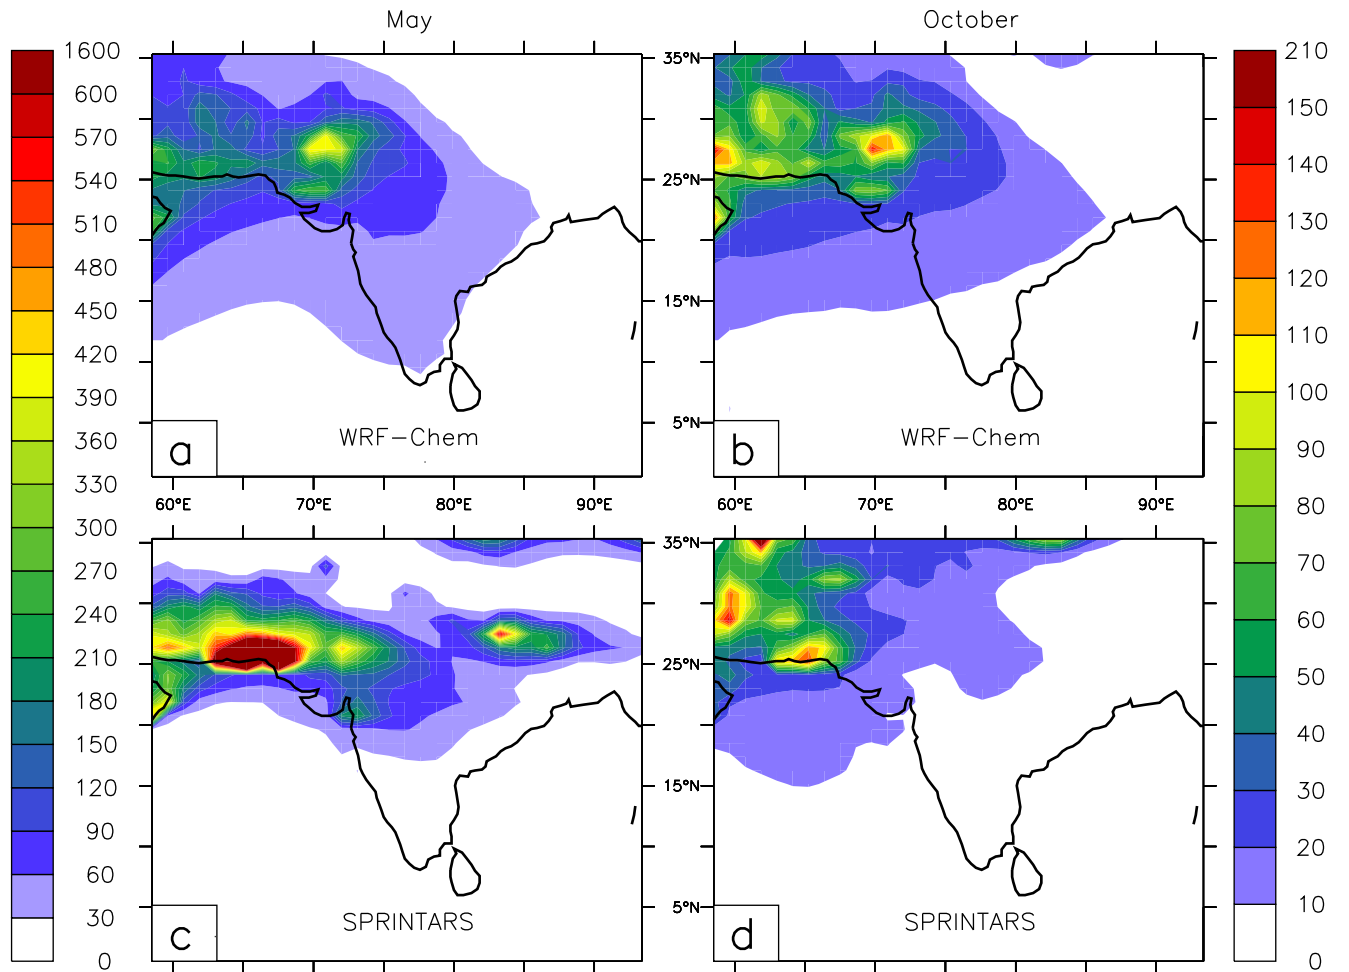 May
October
1600
600
570
540
510
480
450
420
390
360
330
300
270
240
210
180
150
120
90
60
30
0
35°N
25°N
15°N
5°N
a
WRF-Chem
60°E 70°E 80°E 90°E
b
WRF-Chem
60°E 70°E 80°E 90°E
35°N
25°N
15°N
5°N
c
SPRINTARS
d
SPRINTARS
210
150
140
130
120
110
100
90
80
70
60
50
40
30
20
10
0